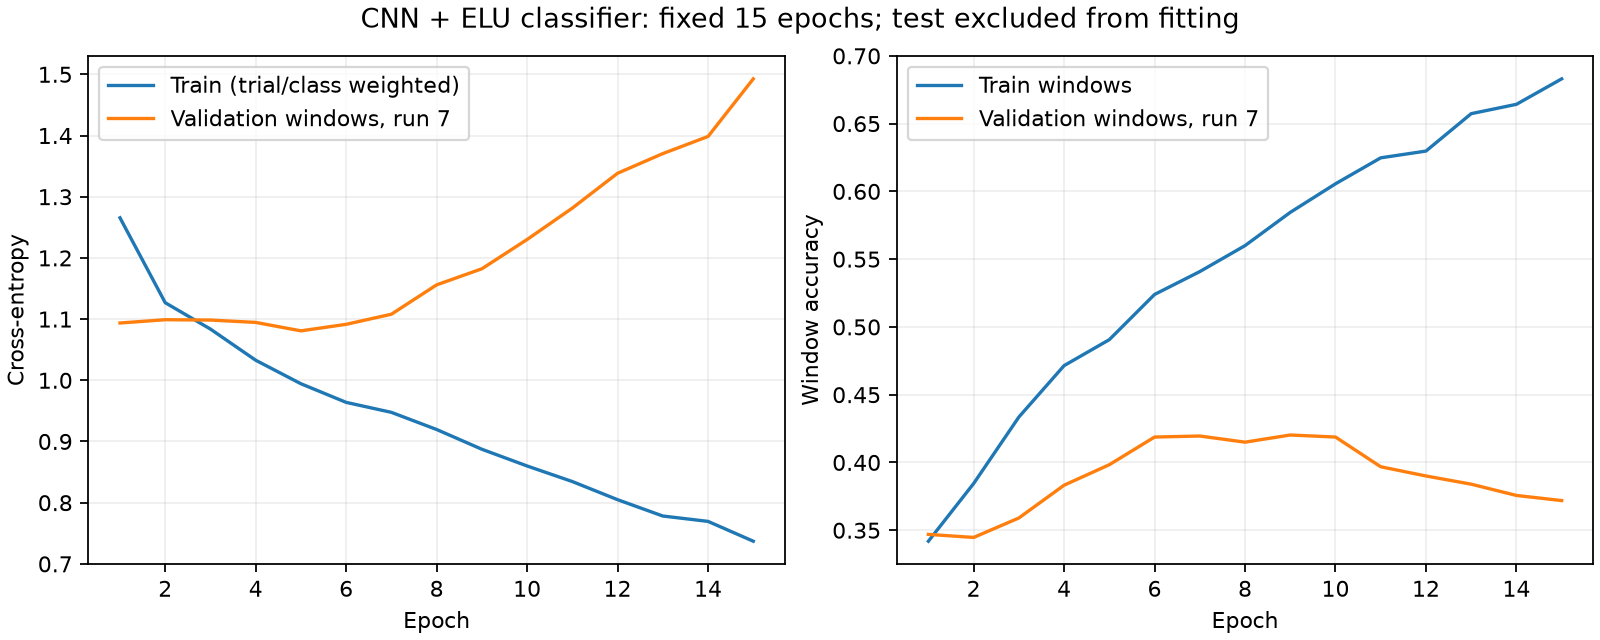 CNN + ELU classifier: fixed 15 epochs; test excluded from fitting
Train (trial/class weighted)
Validation windows, run 7
Cross-entropy
1.5
1.4
1.3
1.2
1.1
1.0
0.9
0.8
0.7
2 4 6 8 10 12 14
Epoch
Train windows
Validation windows, run 7
Window accuracy
0.70
0.65
0.60
0.55
0.50
0.45
0.40
0.35
2 4 6 8 10 12 14
Epoch